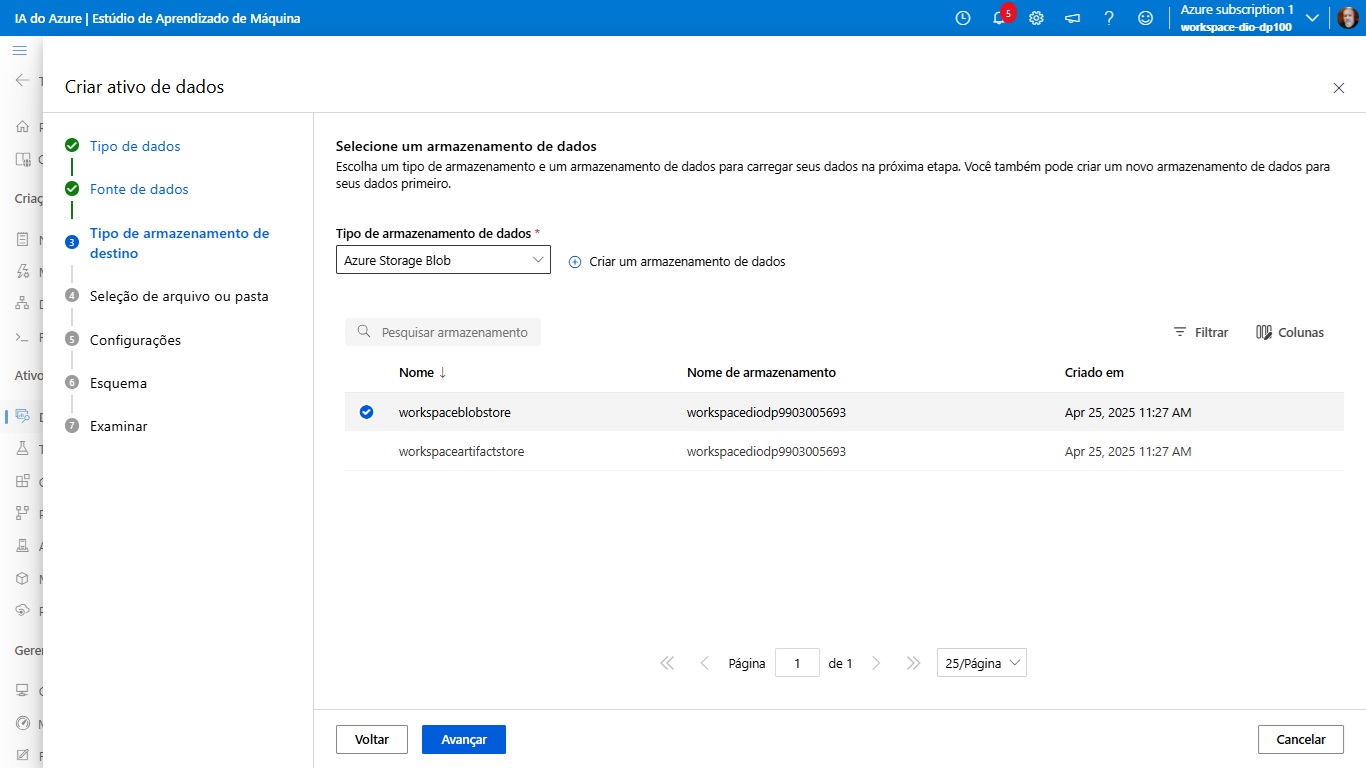 IA do Azure | Estúdio de Aprendizado de Máquina
5
Azure subscription 1
workspace-dio-dp100
Criar ativo de dados
Tipo de dados
Fonte de dados
3 Tipo de armazenamento de
destino
4 Seleção de arquivo ou pasta
5 Configurações
6 Esquema
7 Examinar
Selecione um armazenamento de dados
Escolha um tipo de armazenamento e um armazenamento de dados para carregar seus dados na próxima etapa. Você também pode criar um novo armazenamento de dados para
seus dados primeiro.
Tipo de armazenamento de dados *
Azure Storage Blob
Criar um armazenamento de dados
Pesquisar armazenamento
Filtrar
Colunas
Nome ↓ Nome de armazenamento Criado em
workspaceblobstore workspacediodp9903005693 Apr 25, 2025 11:27 AM
workspaceartifactstore workspacediodp9903005693 Apr 25, 2025 11:27 AM
Página 1 de 1 25/Página
Voltar
Avançar
Cancelar